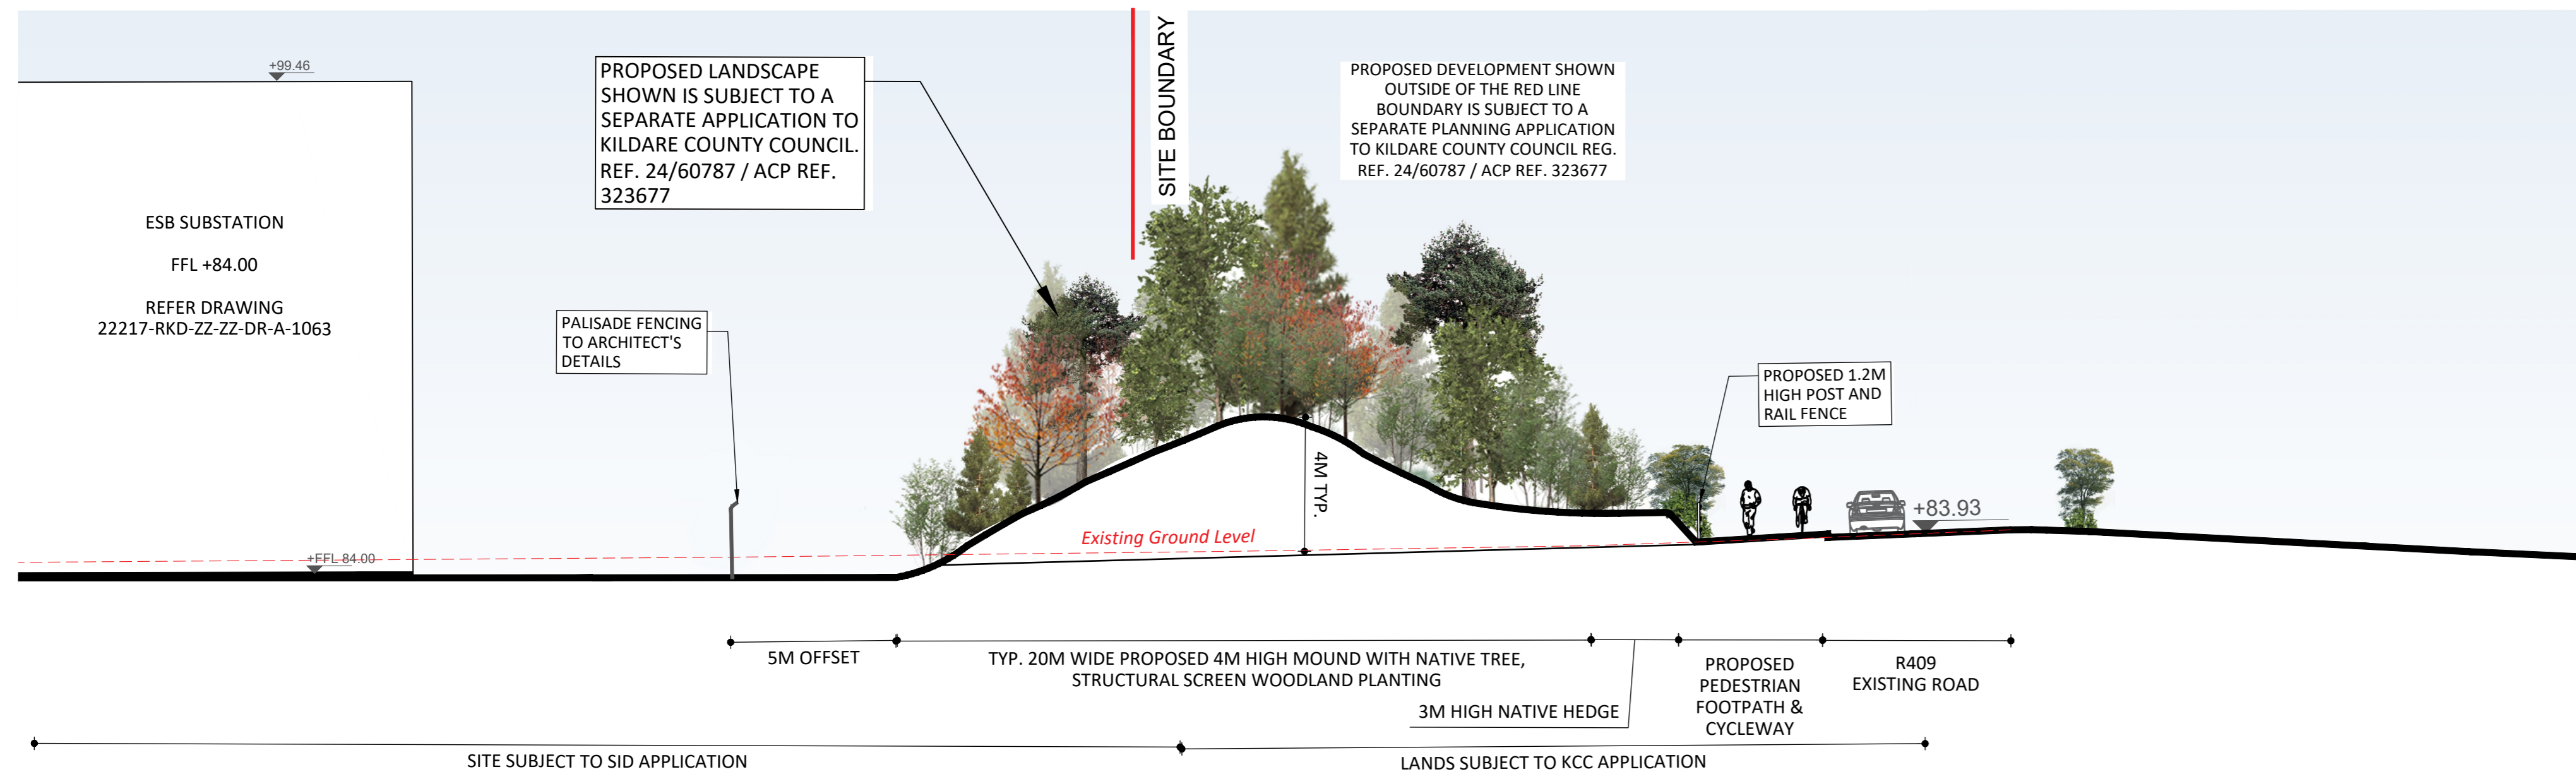 +99.46
ESB SUBSTATION
FFL +84.00
REFER DRAWING
22217-RKD-ZZ-ZZ-DR-A-1063
+FFL 84.00
PROPOSED LANDSCAPE
SHOWN IS SUBJECT TO A
SEPARATE APPLICATION TO
KILDARE COUNTY COUNCIL.
REF. 24/60787 / ACP REF.
323677
PALISADE FENCING
TO ARCHITECT'S
DETAILS
SITE BOUNDARY
PROPOSED DEVELOPMENT SHOWN
OUTSIDE OF THE RED LINE
BOUNDARY IS SUBJECT TO A
SEPARATE PLANNING APPLICATION
TO KILDARE COUNTY COUNCIL REG.
REF. 24/60787 / ACP REF. 323677
PROPOSED 1.2M
HIGH POST AND
RAIL FENCE
4M TYP.
Existing Ground Level
+83.93
5M OFFSET
TYP. 20M WIDE PROPOSED 4M HIGH MOUND WITH NATIVE TREE,
STRUCTURAL SCREEN WOODLAND PLANTING
3M HIGH NATIVE HEDGE
PROPOSED
PEDESTRIAN
FOOTPATH &
CYCLEWAY
R409
EXISTING ROAD
SITE SUBJECT TO SID APPLICATION
LANDS SUBJECT TO KCC APPLICATION